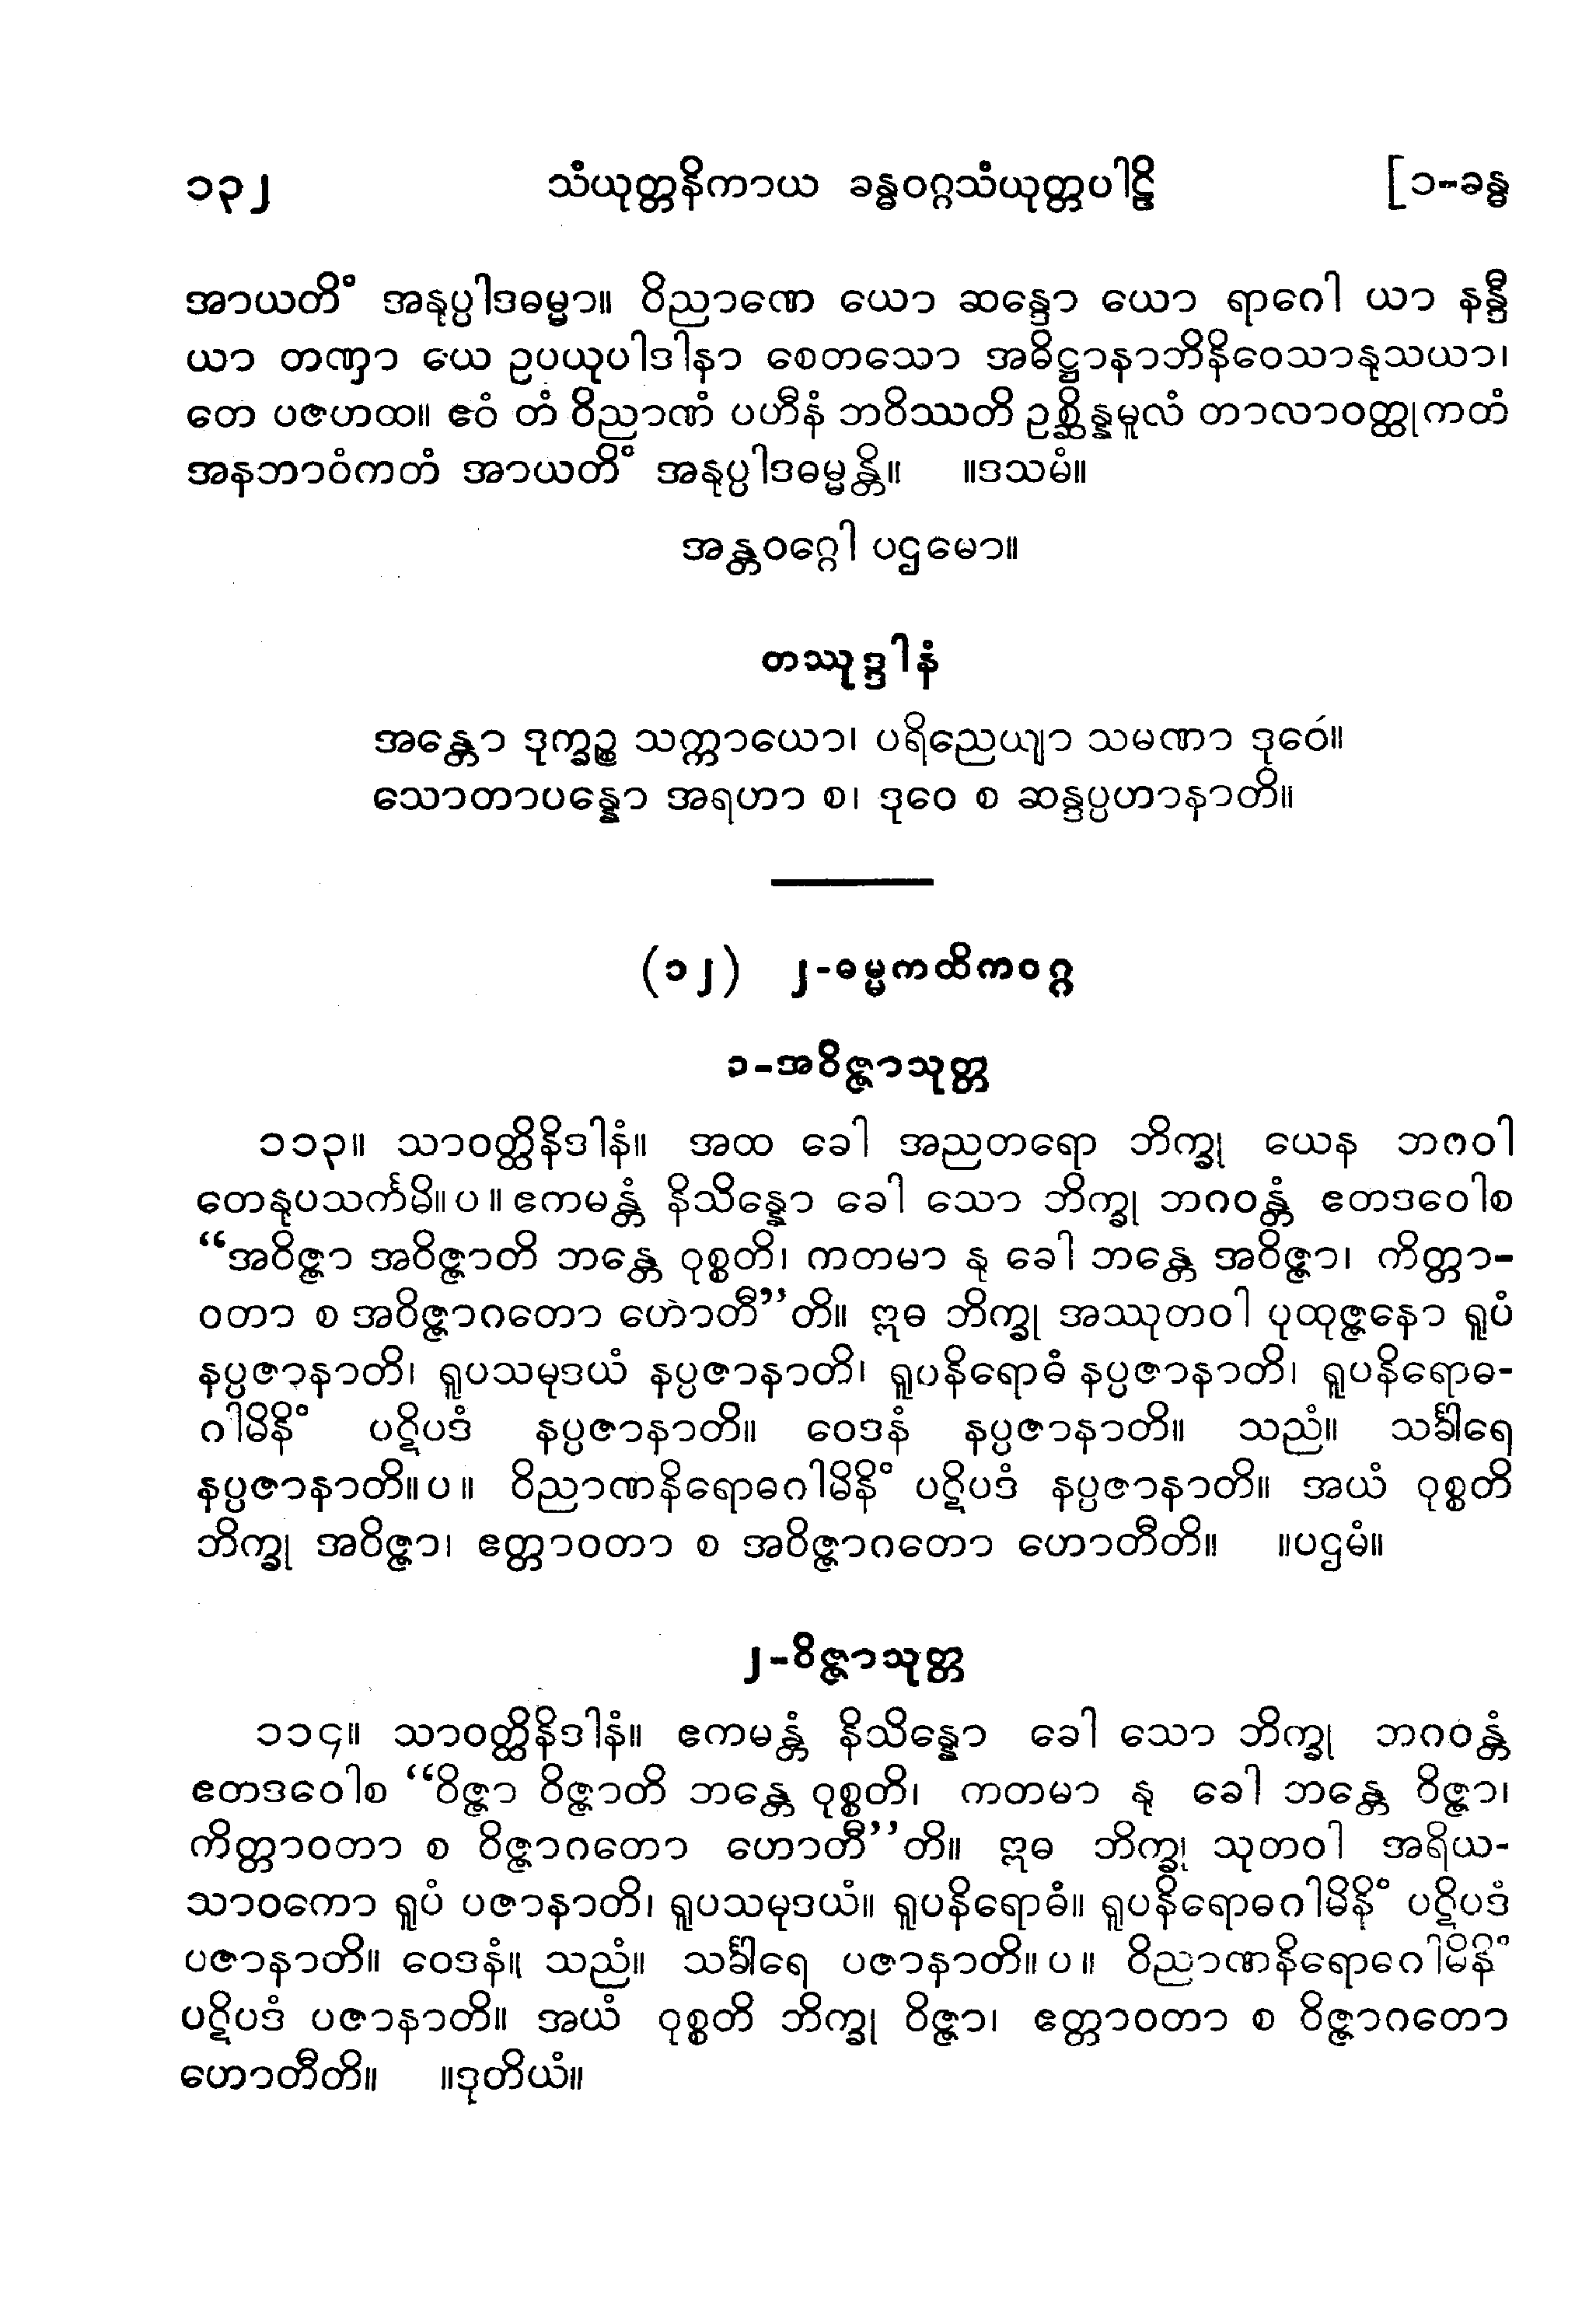 ၁၃၂ သံယုတ္တနိကာယ ခန္ဓဝဂ္ဂသံယုတ္တပါဠိ [၁-ခန္ဓ
အာယတိံ အနုပ္ပါဒဓမ္မာ။ ဝိညာဏေ ယော ဆန္ဒော ယော ရာဂေါ ယာ နန္ဒီ
ယာ တဏှာ ယေ ဥပယုပါဒါနာ စေတသော အဓိဋ္ဌာနာဘိနိဝေသာနုသယာ၊
တေ ပဇဟထ။ ဧဝံ တံ ဝိညာဏံ ပဟီနံ ဘဝိဿတိ ဥစ္ဆိန္နမူလံ တာလာဝတ္ထုကတံ
အနဘာဝံကတံ အာယတိံ အနုပ္ပါဒဓမ္မန္တိ။ ။ဒသမံ။
အန္တဝဂ္ဂေါ ပဌမော။
တဿုဒ္ဒါနံ
အန္တော ဒုက္ခဉ္စ သက္ကာယော၊ ပရိညေယျာ သမဏာ ဒုဝေ။
သောတာပန္နော အရဟာ စ၊ ဒုဝေ စ ဆန္ဒပ္ပဟာနာတိ။
(၁၂) ၂-ဓမ္မကထိကဝဂ္ဂ
၁-အဝိဇ္ဇာသုတ္တ
၁၁၃။ သာဝတ္ထိနိဒါနံ။ အထ ခေါ အညတရော ဘိက္ခု ယေန ဘဂဝါ
တေနုပသင်္ကမိ။ပ။ ဧကမန္တံ နိသိန္နော ခေါ သော ဘိက္ခု ဘဂဝန္တံ ဧတဒဝေါစ
“အဝိဇ္ဇာ အဝိဇ္ဇာတိ ဘန္တေ ဝုစ္စတိ၊ ကတမာ နု ခေါ ဘန္တေ အဝိဇ္ဇာ၊ ကိတ္တာ-
ဝတာ စ အဝိဇ္ဇာဂတော ဟောတီ”တိ။ ဣဓ ဘိက္ခု အဿုတဝါ ပုထုဇ္ဇနော ရူပံ
နပ္ပဇာနာတိ၊ ရူပသမုဒယံ နပ္ပဇာနာတိ၊ ရူပနိရောဓံ နပ္ပဇာနာတိ၊ ရူပနိရောဓ-
ဂါမိနိံ ပဋိပဒံ နပ္ပဇာနာတိ။ ဝေဒနံ နပ္ပဇာနာတိ။ သညံ။ သင်္ခါရေ
နပ္ပဇာနာတိ။ပ။ ဝိညာဏနိရောဓဂါမိနိံ ပဋိပဒံ နပ္ပဇာနာတိ။ အယံ ဝုစ္စတိ
ဘိက္ခု အဝိဇ္ဇာ၊ ဧတ္တာဝတာ စ အဝိဇ္ဇာဂတော ဟောတီတိ။ ။ပဌမံ။
၂-ဝိဇ္ဇာသုတ္တ
၁၁၄။ သာဝတ္ထိနိဒါနံ။ ဧကမန္တံ နိသိန္နော ခေါ သော ဘိက္ခု ဘဂဝန္တံ
ဧတဒဝေါစ “ဝိဇ္ဇာ ဝိဇ္ဇာတိ ဘန္တေ ဝုစ္စတိ၊ ကတမာ နု ခေါ ဘန္တေ ဝိဇ္ဇာ၊
ကိတ္တာဝတာ စ ဝိဇ္ဇာဂတော ဟောတီ”တိ။ ဣဓ ဘိက္ခု သုတဝါ အရိယ-
သာဝကော ရူပံ ပဇာနာတိ၊ ရူပသမုဒယံ။ ရူပနိရောဓံ။ ရူပနိရောဓဂါမိနိံ ပဋိပဒံ
ပဇာနာတိ။ ဝေဒနံ။ သညံ။ သင်္ခါရေ ပဇာနာတိ။ပ။ ဝိညာဏနိရောဓဂါမိနိံ
ပဋိပဒံ ပဇာနာတိ။ အယံ ဝုစ္စတိ ဘိက္ခု ဝိဇ္ဇာ၊ ဧတ္တာဝတာ စ ဝိဇ္ဇာဂတော
ဟောတီတိ။ ။ဒုတိယံ။